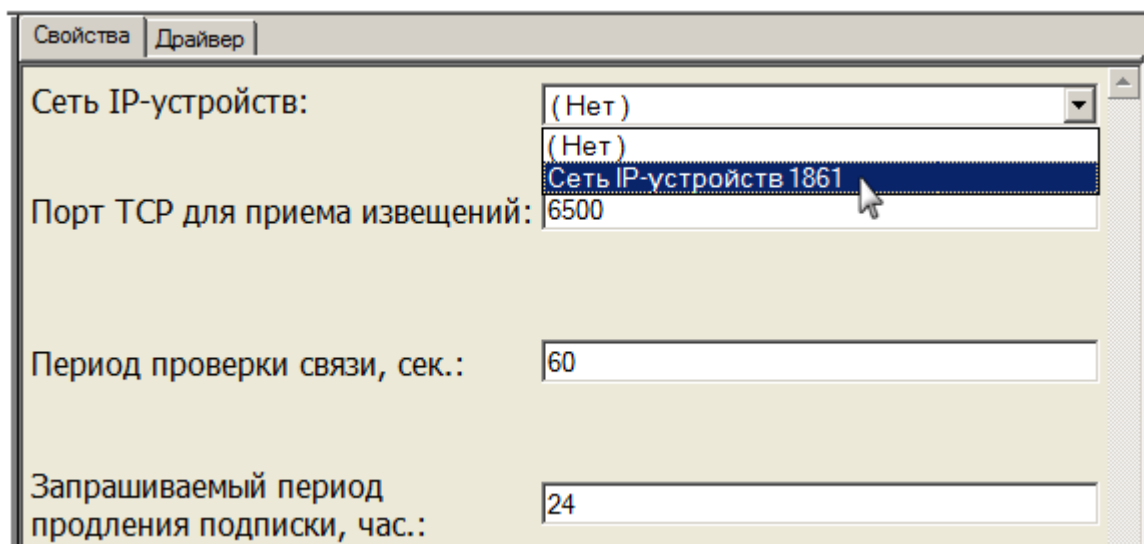 Свойства Драйвер
Сеть IP-устройств: (Нет)
(Нет)
Сеть IP-устройств 1861
Порт TCP для приема извещений: 6500
Период проверки связи, сек.: 60
Запрашиваемый период
продления подписки, час.: 24